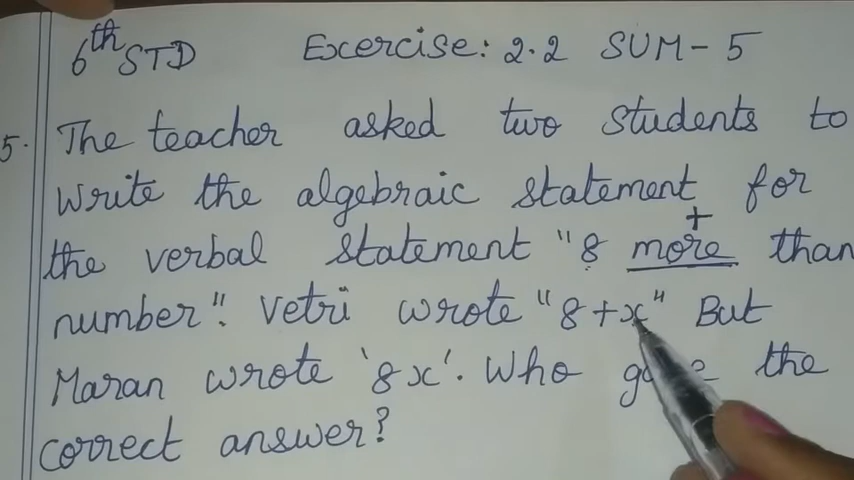 6th STD Exercise: 2.2 SUM - 5
5. The teacher asked two students to
write the algebraic statement for
+
the verbal statement "8 more than
number". Vetri wrote "8+x" But
Maran wrote '8x'. Who the
correct answer?